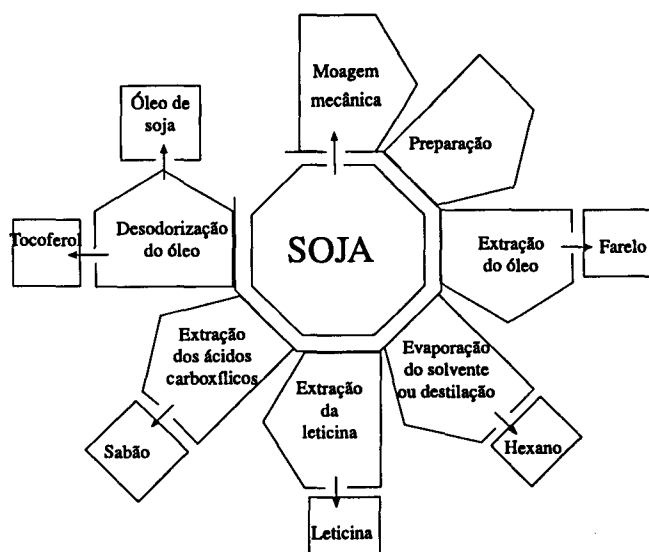 Moagem
mecânica
Preparação
Óleo de
soja
Tocoferol
Desodorização
do óleo
SOJA
Extração
do óleo
Farelo
Extração
dos ácidos
carboxílicos
Extração
da
leticina
Evaporação
do solvente
ou destilação
Sabão
Hexano
Leticina